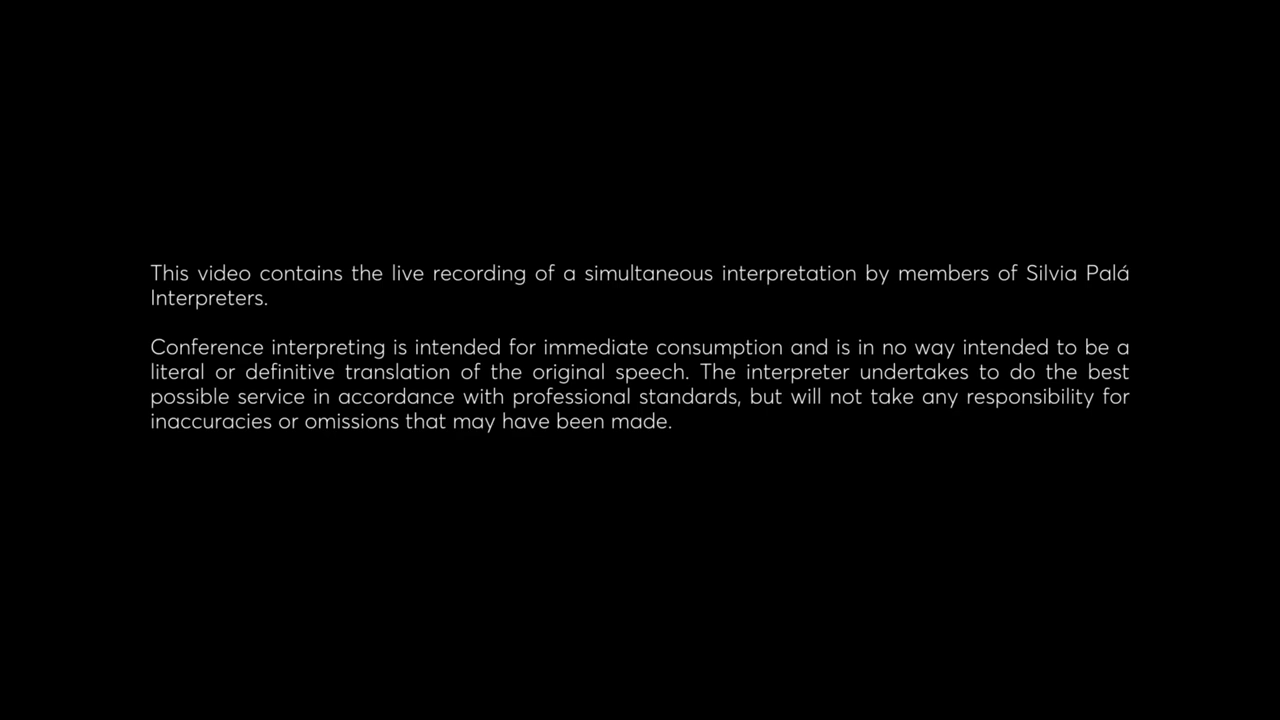 This video contains the live recording of a simultaneous interpretation by members of Silvia Palá
Interpreters.
Conference interpreting is intended for immediate consumption and is in no way intended to be a
literal or definitive translation of the original speech. The interpreter undertakes to do the best
possible service in accordance with professional standards, but will not take any responsibility for
inaccuracies or omissions that may have been made.